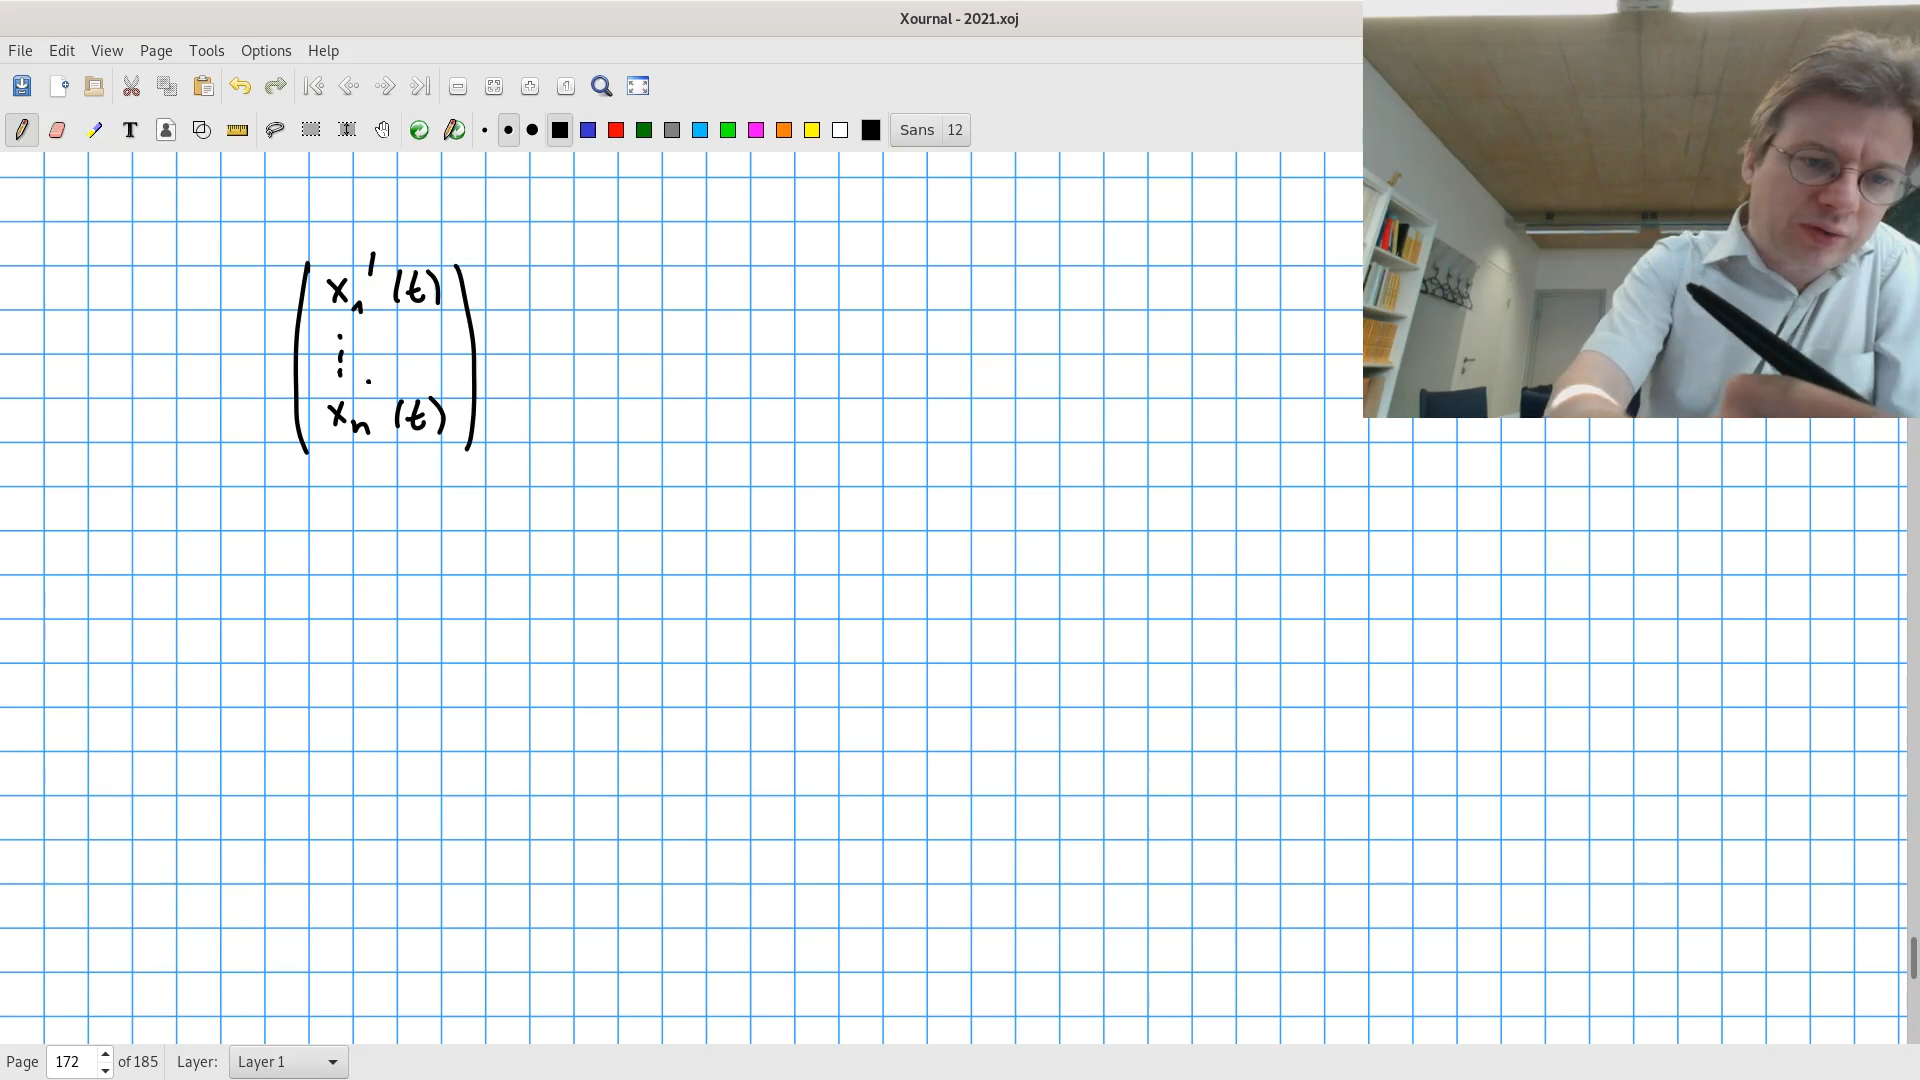 Xournal - 2021.xoj
File Edit View Page Tools Options Help
Sans 12
x₁'(t)
⋮
xₙ(t)
Page 172 of 185 Layer: Layer 1